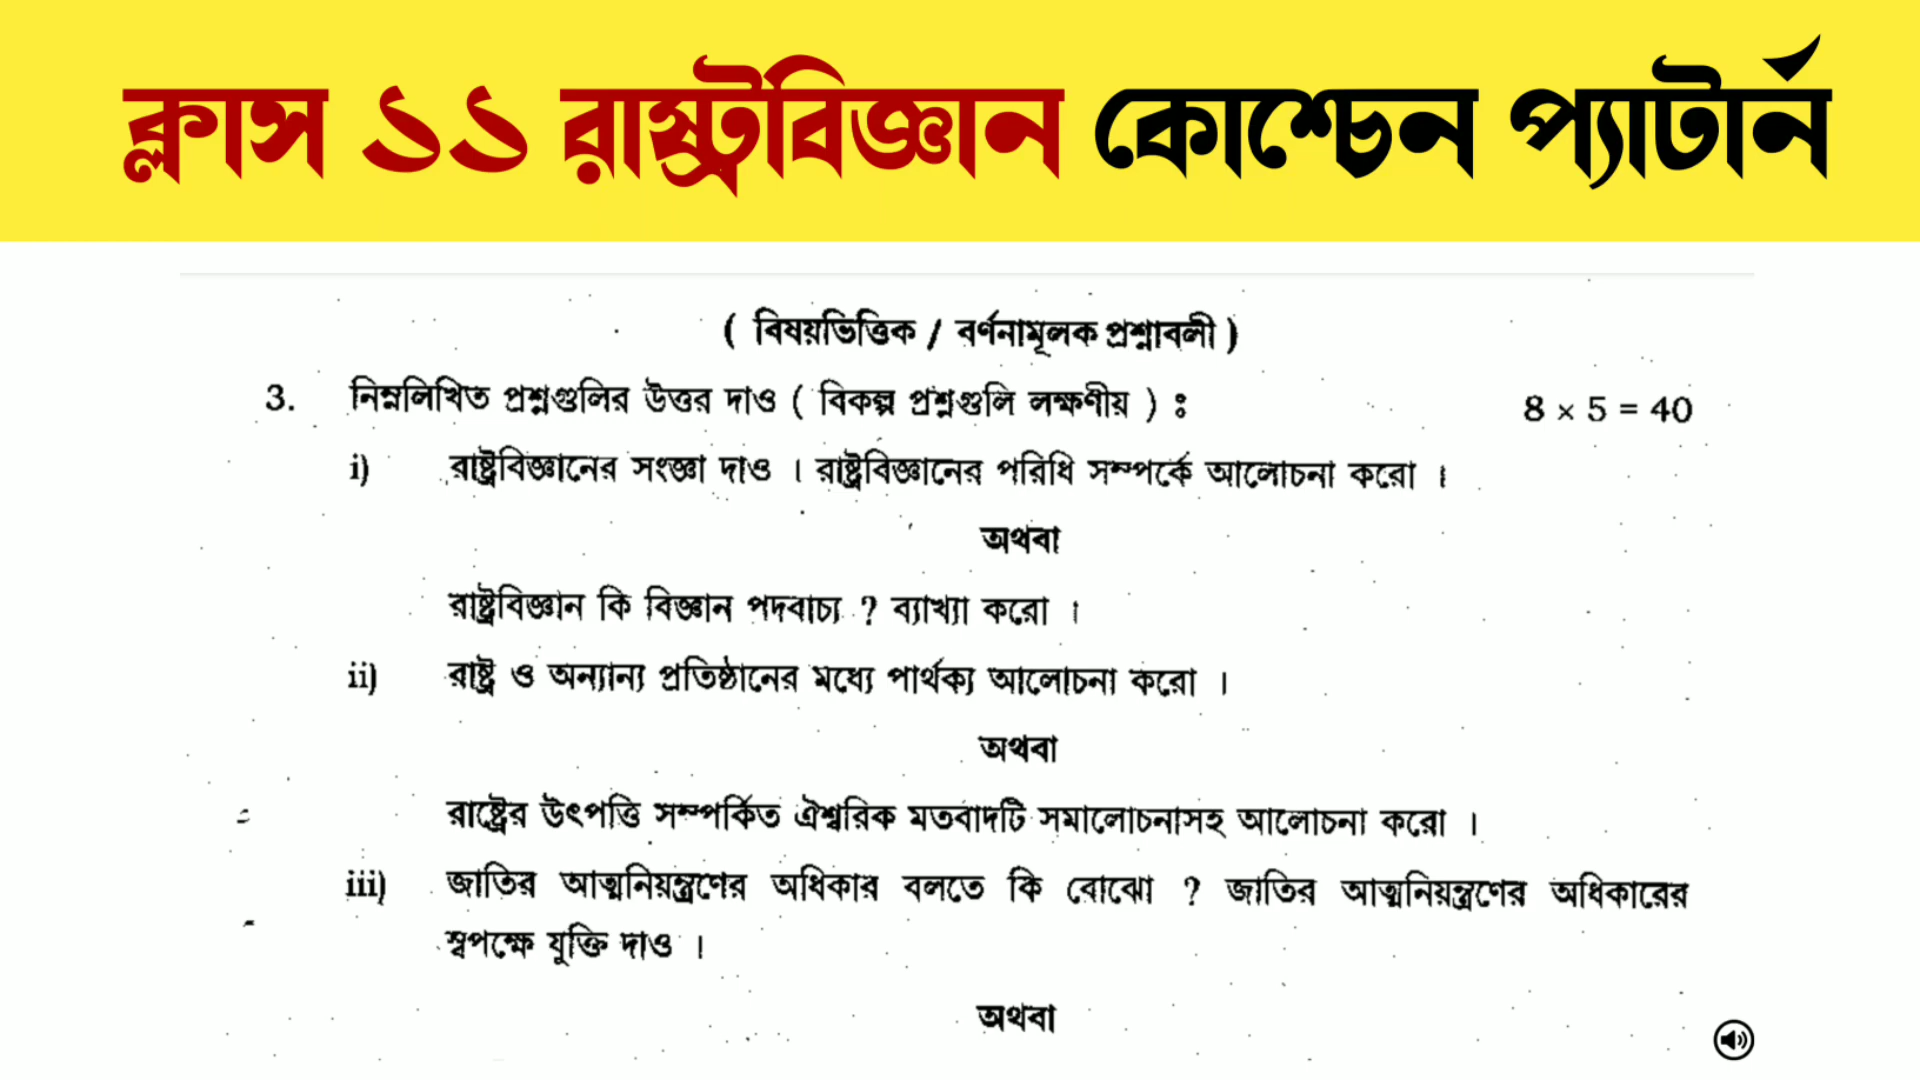 ক্লাস ১১ রাষ্ট্রবিজ্ঞান কোশ্চেন প্যাটার্ন
( বিষয়ভিত্তিক / বর্ণনামূলক প্রশ্নাবলী )
3. নিম্নলিখিত প্রশ্নগুলির উত্তর দাও ( বিকল্প প্রশ্নগুলি লক্ষণীয় ) ঃ 8 × 5 = 40
i) রাষ্ট্রবিজ্ঞানের সংজ্ঞা দাও । রাষ্ট্রবিজ্ঞানের পরিধি সম্পর্কে আলোচনা করো ।
অথবা
রাষ্ট্রবিজ্ঞান কি বিজ্ঞান পদবাচ্য ? ব্যাখ্যা করো ।
ii) রাষ্ট্র ও অন্যান্য প্রতিষ্ঠানের মধ্যে পার্থক্য আলোচনা করো ।
অথবা
রাষ্ট্রের উৎপত্তি সম্পর্কিত ঐশ্বরিক মতবাদটি সমালোচনাসহ আলোচনা করো ।
iii) জাতির আত্মনিয়ন্ত্রণের অধিকার বলতে কি বোঝো ? জাতির আত্মনিয়ন্ত্রণের অধিকারের
স্বপক্ষে যুক্তি দাও ।
অথবা